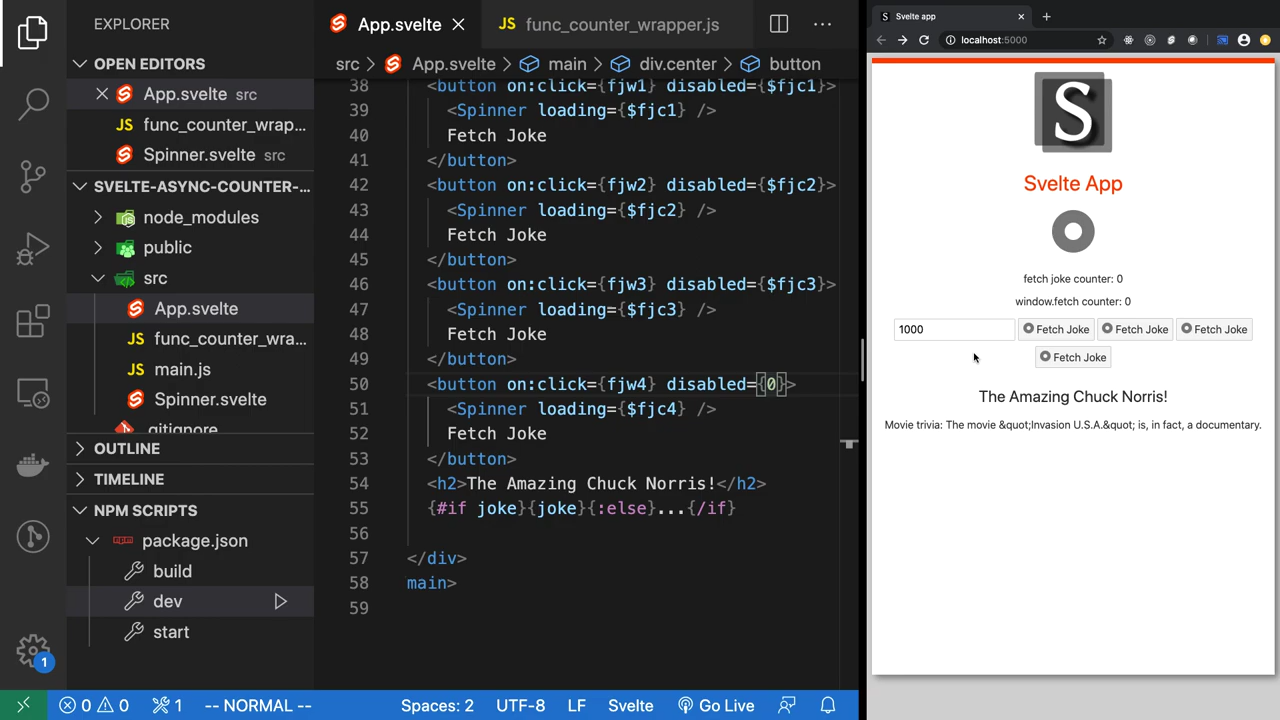 EXPLORER
OPEN EDITORS
App.svelte src
JS func_counter_wrap...
Spinner.svelte src
SVELTE-ASYNC-COUNTER-...
node_modules
public
src
App.svelte
JS func_counter_wra...
JS main.js
Spinner.svelte
.gitignore
OUTLINE
TIMELINE
NPM SCRIPTS
package.json
build
dev
start
1
App.svelte
JS func_counter_wrapper.js
src > App.svelte > main > div.center > button
38 <button on:click={fjw1} disabled={$fjc1}>
39 <Spinner loading={$fjc1} />
40 Fetch Joke
41 </button>
42 <button on:click={fjw2} disabled={$fjc2}>
43 <Spinner loading={$fjc2} />
44 Fetch Joke
45 </button>
46 <button on:click={fjw3} disabled={$fjc3}>
47 <Spinner loading={$fjc3} />
48 Fetch Joke
49 </button>
50 <button on:click={fjw4} disabled={0}>
51 <Spinner loading={$fjc4} />
52 Fetch Joke
53 </button>
54 <h2>The Amazing Chuck Norris!</h2>
55 {#if joke}{joke}{:else}...{/if}
56
57 </div>
58 main>
59
0 0 1 -- NORMAL -- Spaces: 2 UTF-8 LF Svelte Go Live
S Svelte app
localhost:5000
S
Svelte App
fetch joke counter: 0
window.fetch counter: 0
1000 Fetch Joke Fetch Joke Fetch Joke
Fetch Joke
The Amazing Chuck Norris!
Movie trivia: The movie &quot;Invasion U.S.A.&quot; is, in fact, a documentary.